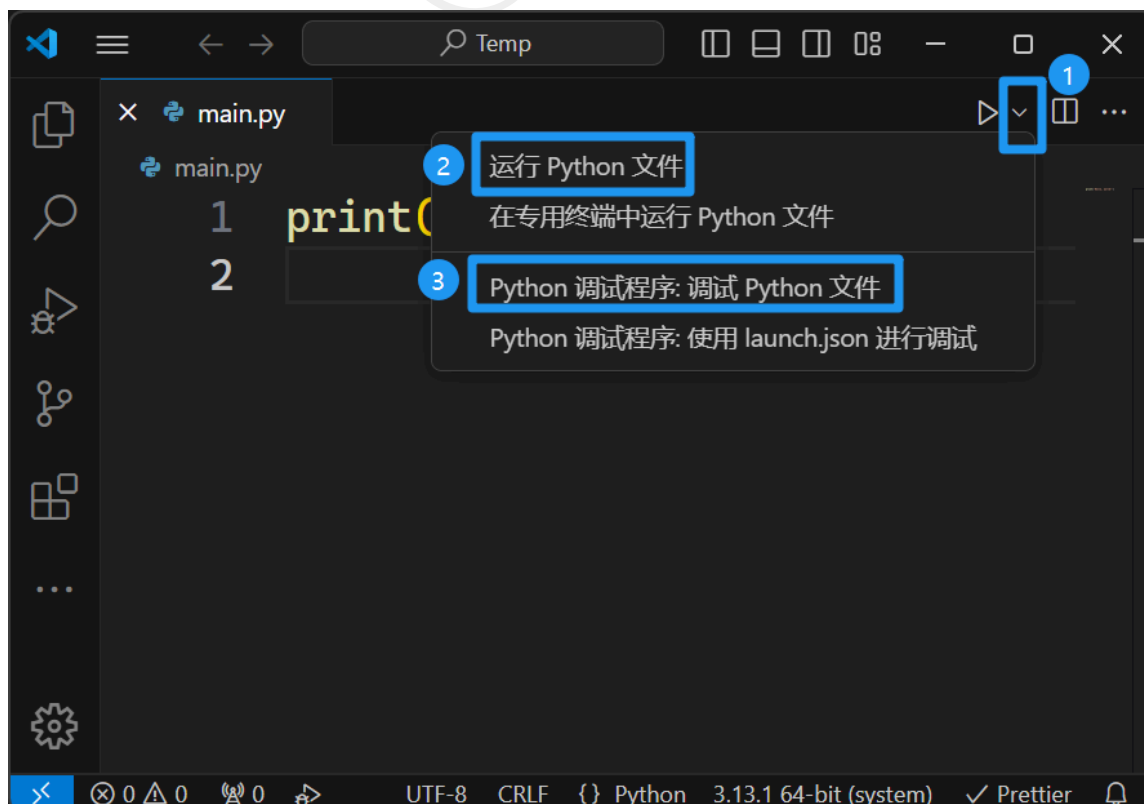 Temp
1
main.py
main.py
2 运行 Python 文件
在专用终端中运行 Python 文件
1 print(
2
3 Python 调试程序: 调试 Python 文件
Python 调试程序: 使用 launch.json 进行调试
0 0 0 UTF-8 CRLF {} Python 3.13.1 64-bit (system) Prettier